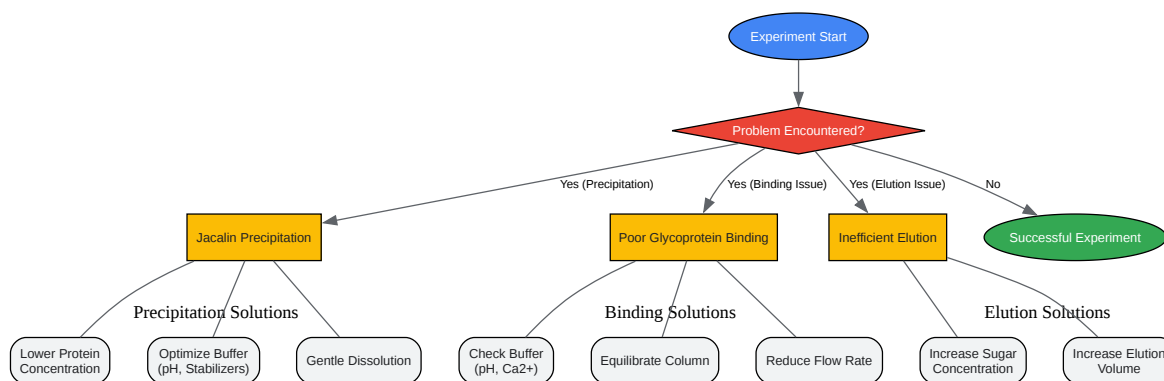 Experiment Start
Problem Encountered?
Yes (Precipitation)
Yes (Binding Issue)
Yes (Elution Issue)
No
Jacalin Precipitation
Poor Glycoprotein Binding
Inefficient Elution
Successful Experiment
Precipitation Solutions
Binding Solutions
Elution Solutions
Lower Protein
Concentration
Optimize Buffer
(pH, Stabilizers)
Gentle Dissolution
Check Buffer
(pH, Ca2+)
Equilibrate Column
Reduce Flow Rate
Increase Sugar
Concentration
Increase Elution
Volume